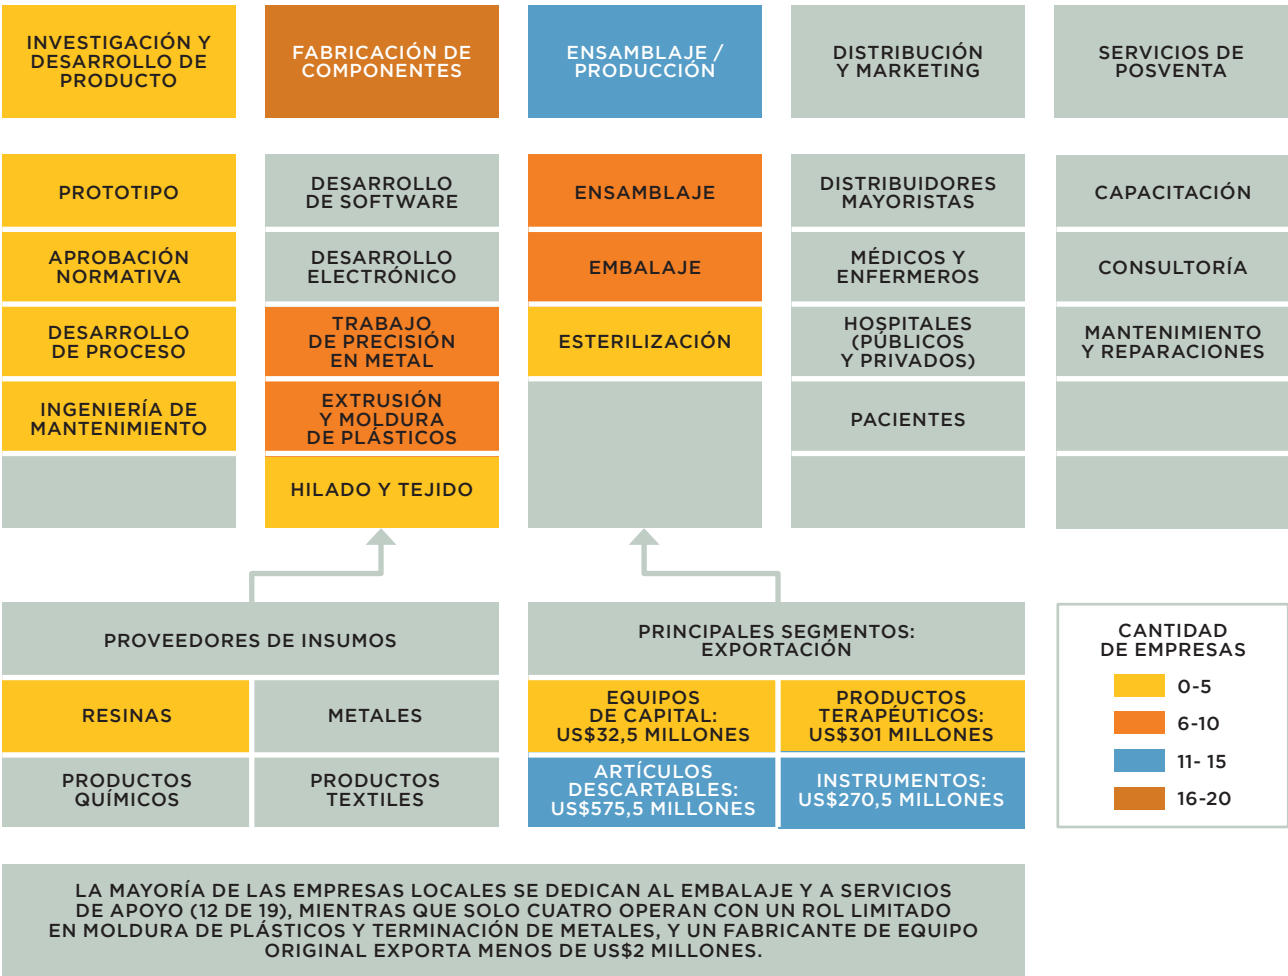 INVESTIGACIÓN Y
DESARROLLO DE
PRODUCTO
FABRICACIÓN DE
COMPONENTES
ENSAMBLAJE /
PRODUCCIÓN
DISTRIBUCIÓN
Y MARKETING
SERVICIOS DE
POSVENTA
PROTOTIPO
APROBACIÓN
NORMATIVA
DESARROLLO
DE PROCESO
INGENIERÍA DE
MANTENIMIENTO
DESARROLLO
DE SOFTWARE
DESARROLLO
ELECTRÓNICO
TRABAJO
DE PRECISIÓN
EN METAL
EXTRUSIÓN
Y MOLDURA
DE PLÁSTICOS
HILADO Y TEJIDO
ENSAMBLAJE
EMBALAJE
ESTERILIZACIÓN
DISTRIBUIDORES
MAYORISTAS
MÉDICOS Y
ENFERMEROS
HOSPITALES
(PÚBLICOS
Y PRIVADOS)
PACIENTES
CAPACITACIÓN
CONSULTORÍA
MANTENIMIENTO
Y REPARACIONES
PROVEEDORES DE INSUMOS
RESINAS
METALES
PRODUCTOS
QUÍMICOS
PRODUCTOS
TEXTILES
PRINCIPALES SEGMENTOS:
EXPORTACIÓN
EQUIPOS
DE CAPITAL:
US$32,5 MILLONES
PRODUCTOS
TERAPÉUTICOS:
US$301 MILLONES
ARTÍCULOS
DESCARTABLES:
US$575,5 MILLONES
INSTRUMENTOS:
US$270,5 MILLONES
CANTIDAD
DE EMPRESAS
0-5
6-10
11- 15
16-20
LA MAYORÍA DE LAS EMPRESAS LOCALES SE DEDICAN AL EMBALAJE Y A SERVICIOS
DE APOYO (12 DE 19), MIENTRAS QUE SOLO CUATRO OPERAN CON UN ROL LIMITADO
EN MOLDURA DE PLÁSTICOS Y TERMINACIÓN DE METALES, Y UN FABRICANTE DE EQUIPO
ORIGINAL EXPORTA MENOS DE US$2 MILLONES.